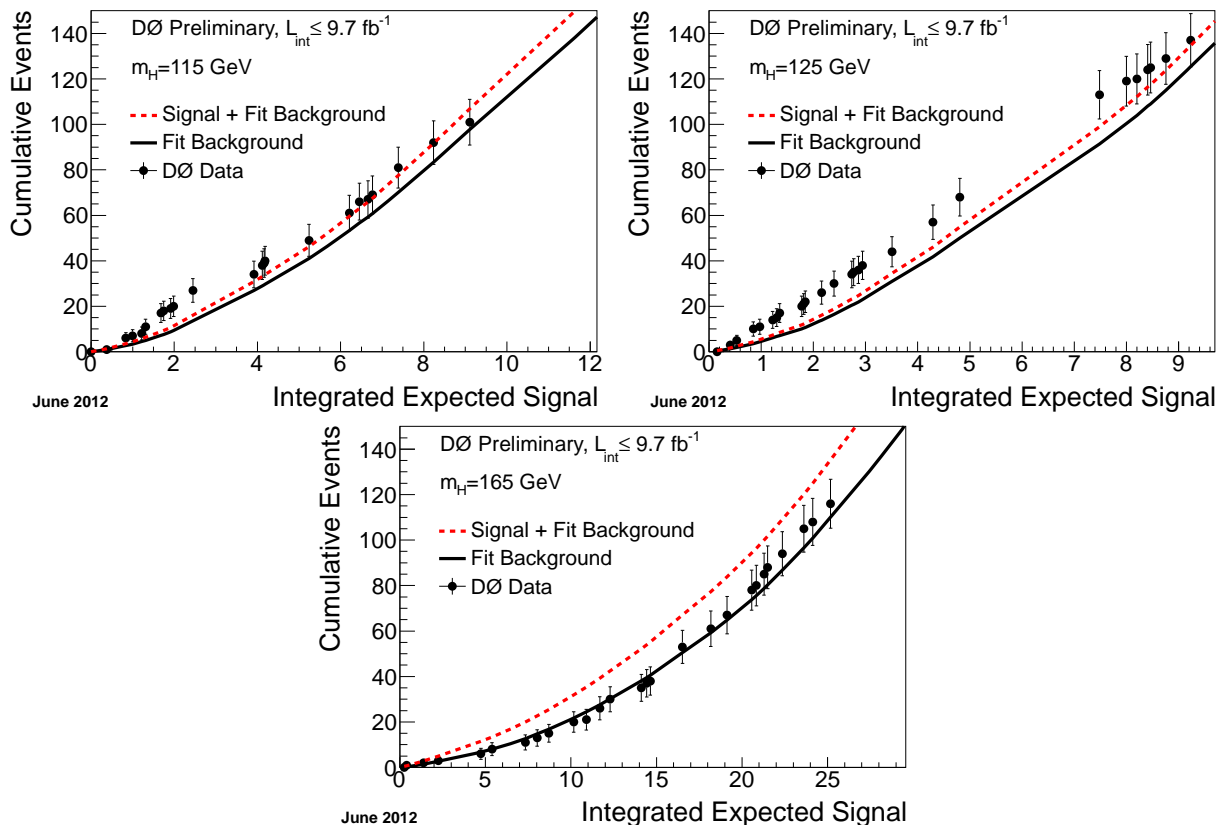 DØ Preliminary, L_int ≤ 9.7 fb⁻¹
m_H=115 GeV
Signal + Fit Background
Fit Background
DØ Data
Cumulative Events
0 20 40 60 80 100 120 140
0 2 4 6 8 10 12
Integrated Expected Signal
June 2012
DØ Preliminary, L_int ≤ 9.7 fb⁻¹
m_H=125 GeV
Signal + Fit Background
Fit Background
DØ Data
Cumulative Events
0 20 40 60 80 100 120 140
0 1 2 3 4 5 6 7 8 9
Integrated Expected Signal
June 2012
DØ Preliminary, L_int ≤ 9.7 fb⁻¹
m_H=165 GeV
Signal + Fit Background
Fit Background
DØ Data
Cumulative Events
0 20 40 60 80 100 120 140
0 5 10 15 20 25
Integrated Expected Signal
June 2012